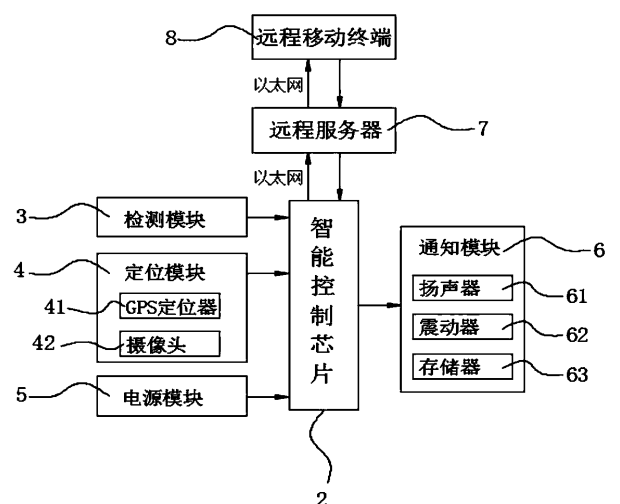 8
远程移动终端
以太网
远程服务器
7
以太网
3
检测模块
智能控制芯片
通知模块
6
4
定位模块
41
GPS定位器
扬声器
61
42
摄像头
震动器
62
5
电源模块
存储器
63
2